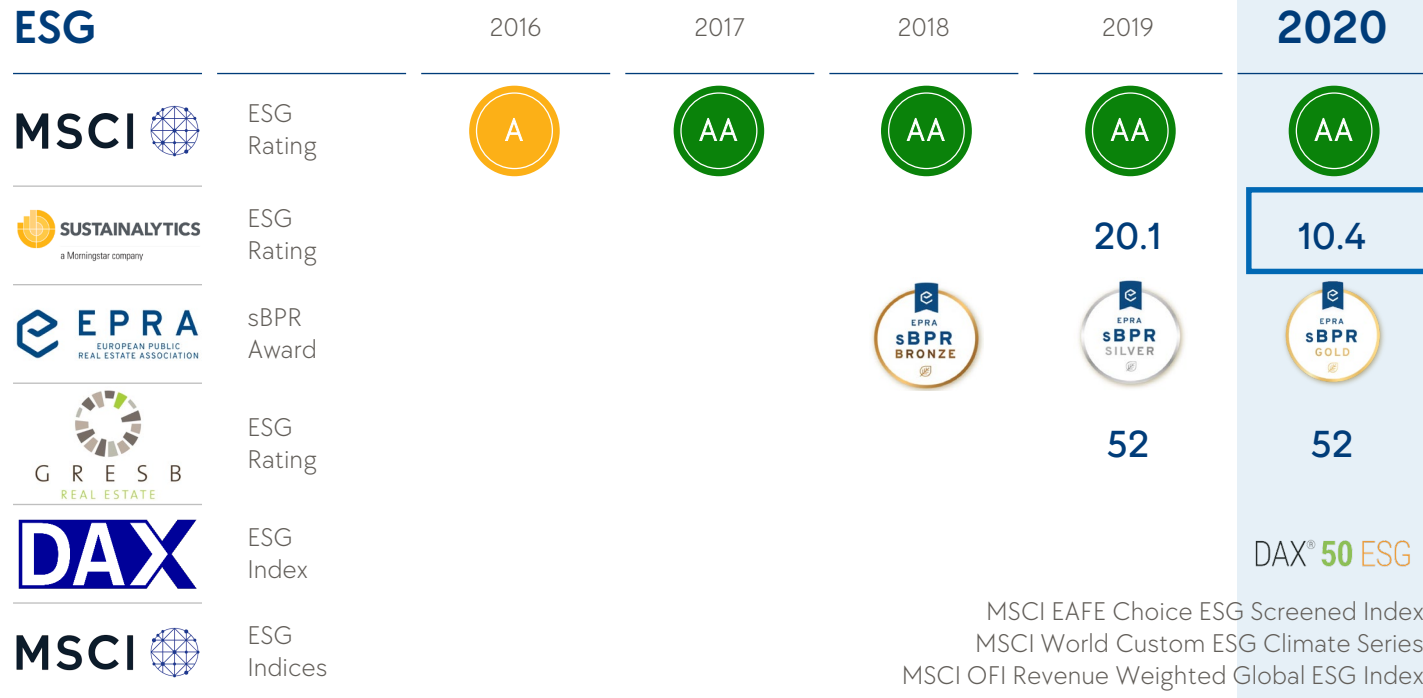 ESG 2016 2017 2018 2019 2020
MSCI ESG A AA AA AA AA
Rating
SUSTAINALYTICS ESG 20.1 10.4
a Morningstar company Rating
EPRA sBPR EPRA EPRA EPRA
EUROPEAN PUBLIC Award sBPR sBPR sBPR
REAL ESTATE ASSOCIATION BRONZE SILVER GOLD
GRESB ESG 52 52
REAL ESTATE Rating
DAX ESG DAX® 50 ESG
Index
MSCI EAFE Choice ESG Screened Index
MSCI ESG MSCI World Custom ESG Climate Series
Indices MSCI OFI Revenue Weighted Global ESG Index